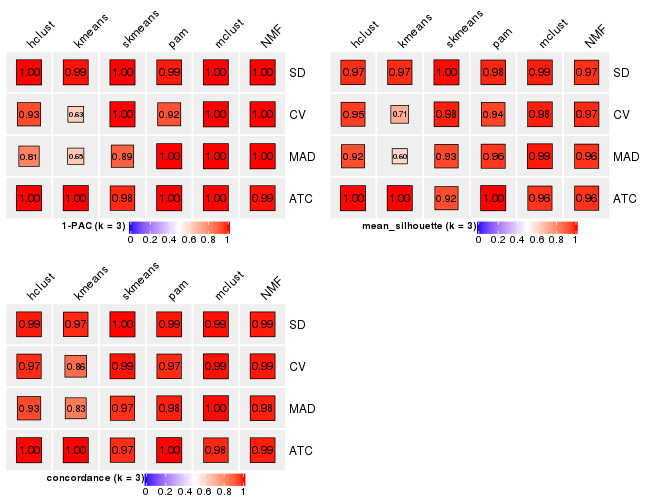 hclust kmeans skmeans pam mclust NMF
1.00 0.99 1.00 0.99 1.00 1.00 SD
0.93 0.63 1.00 0.92 1.00 1.00 CV
0.81 0.65 0.89 1.00 1.00 1.00 MAD
1.00 1.00 0.98 1.00 1.00 0.99 ATC
1-PAC (k = 3)
0 0.2 0.4 0.6 0.8 1
hclust kmeans skmeans pam mclust NMF
0.97 0.97 1.00 0.98 0.99 0.97 SD
0.95 0.71 0.98 0.94 0.98 0.97 CV
0.92 0.60 0.93 0.96 0.99 0.96 MAD
1.00 1.00 0.92 1.00 0.96 0.96 ATC
mean_silhouette (k = 3)
0 0.2 0.4 0.6 0.8 1
hclust kmeans skmeans pam mclust NMF
0.99 0.97 1.00 0.99 0.99 0.99 SD
0.97 0.86 0.99 0.97 0.99 0.99 CV
0.93 0.83 0.97 0.98 1.00 0.98 MAD
1.00 1.00 0.97 1.00 0.98 0.99 ATC
concordance (k = 3)
0 0.2 0.4 0.6 0.8 1